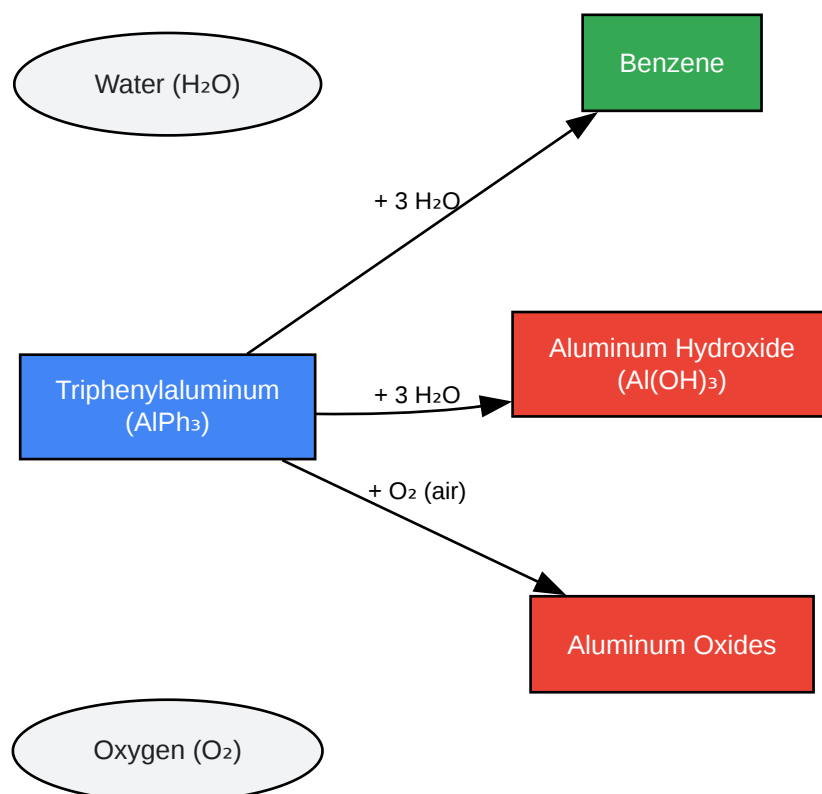 Water (H₂O)
Benzene
+ 3 H₂O
Triphenylaluminum
(AlPh₃)
+ 3 H₂O
Aluminum Hydroxide
(Al(OH)₃)
+ O₂ (air)
Aluminum Oxides
Oxygen (O₂)